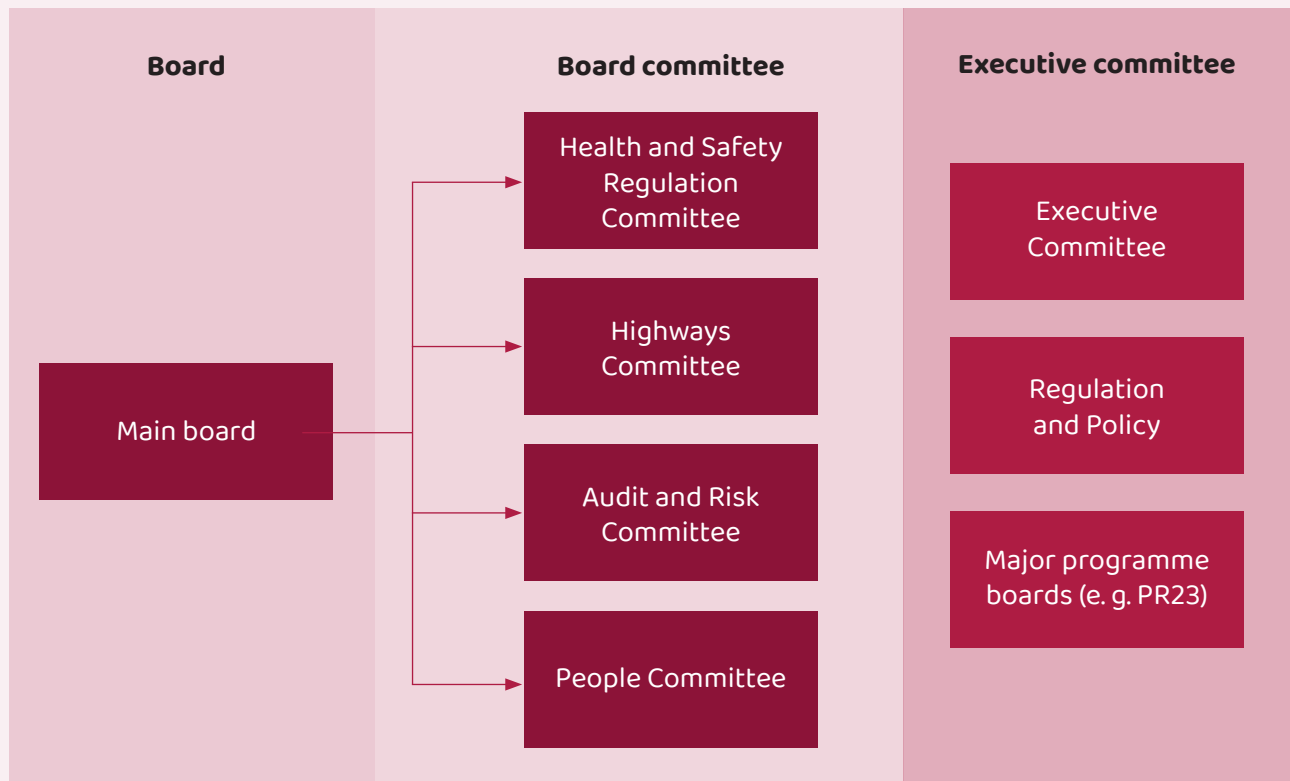 Board
Main board
Board committee
Health and Safety
Regulation
Committee
Highways
Committee
Audit and Risk
Committee
People Committee
Executive committee
Executive
Committee
Regulation
and Policy
Major programme
boards (e. g. PR23)